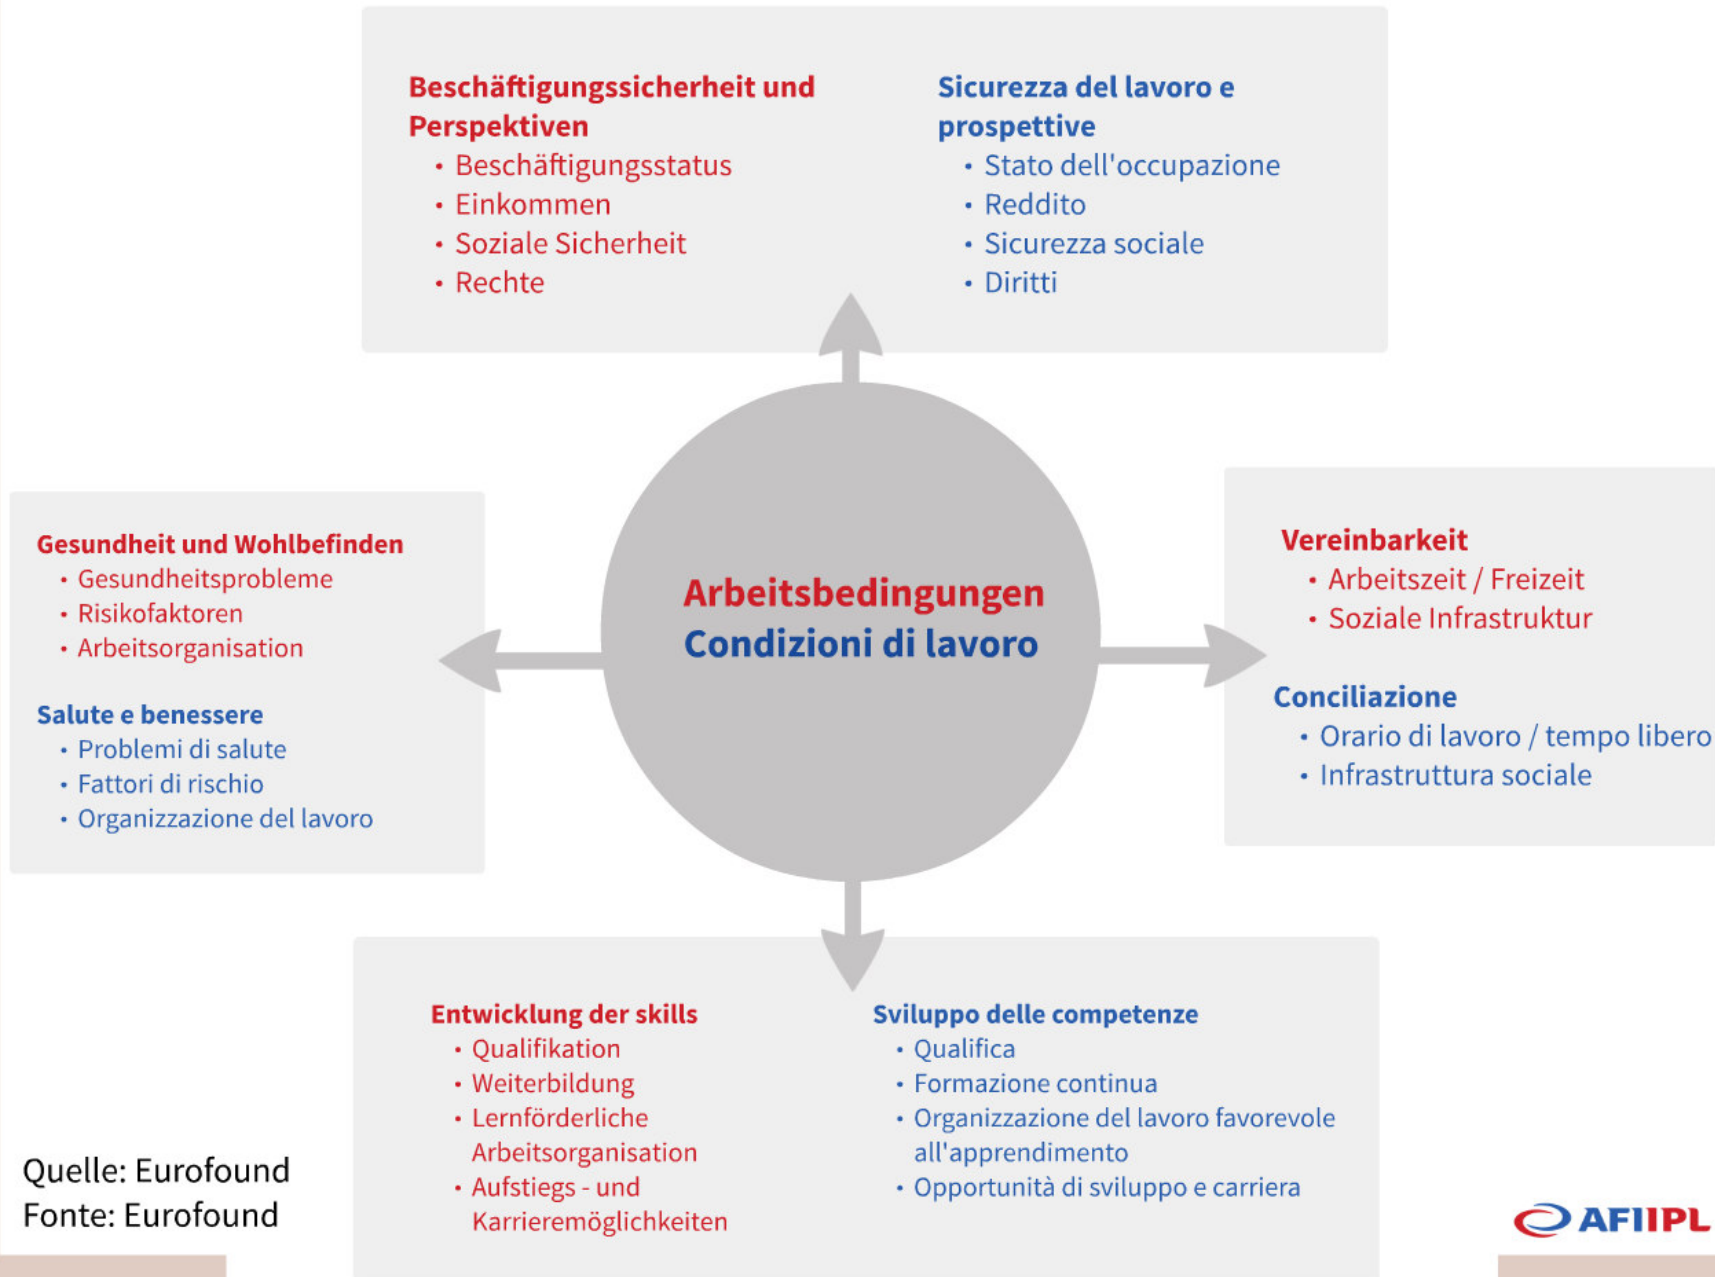 Beschäftigungssicherheit und
Perspektiven
• Beschäftigungsstatus
• Einkommen
• Soziale Sicherheit
• Rechte
Sicurezza del lavoro e
prospettive
• Stato dell'occupazione
• Reddito
• Sicurezza sociale
• Diritti
Gesundheit und Wohlbefinden
• Gesundheitsprobleme
• Risikofaktoren
• Arbeitsorganisation
Salute e benessere
• Problemi di salute
• Fattori di rischio
• Organizzazione del lavoro
Arbeitsbedingungen
Condizioni di lavoro
Vereinbarkeit
• Arbeitszeit / Freizeit
• Soziale Infrastruktur
Conciliazione
• Orario di lavoro / tempo libero
• Infrastruttura sociale
Entwicklung der skills
• Qualifikation
• Weiterbildung
• Lernförderliche
Arbeitsorganisation
• Aufstiegs - und
Karrieremöglichkeiten
Sviluppo delle competenze
• Qualifica
• Formazione continua
• Organizzazione del lavoro favorevole
all'apprendimento
• Opportunità di sviluppo e carriera
Quelle: Eurofound
Fonte: Eurofound
AFIIPL